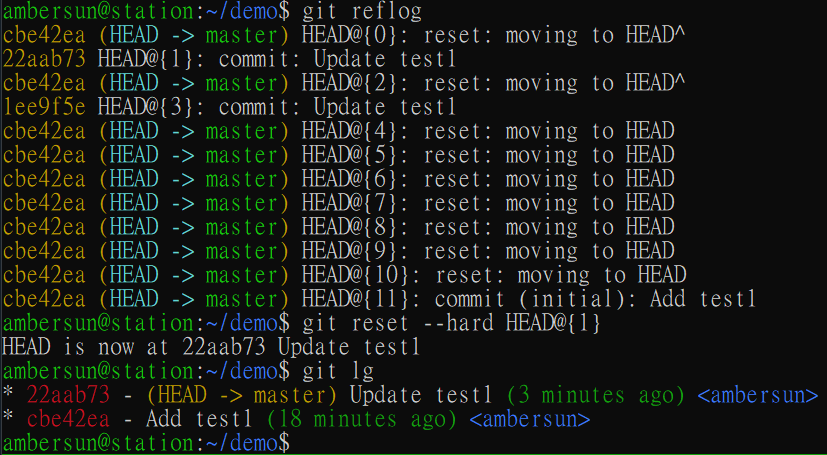 ambersun@station:~/demo$ git reflog
cbe42ea (HEAD -> master) HEAD@{0}: reset: moving to HEAD^
22aab73 HEAD@{1}: commit: Update test1
cbe42ea (HEAD -> master) HEAD@{2}: reset: moving to HEAD^
1ee9f5e HEAD@{3}: commit: Update test1
cbe42ea (HEAD -> master) HEAD@{4}: reset: moving to HEAD
cbe42ea (HEAD -> master) HEAD@{5}: reset: moving to HEAD
cbe42ea (HEAD -> master) HEAD@{6}: reset: moving to HEAD
cbe42ea (HEAD -> master) HEAD@{7}: reset: moving to HEAD
cbe42ea (HEAD -> master) HEAD@{8}: reset: moving to HEAD
cbe42ea (HEAD -> master) HEAD@{9}: reset: moving to HEAD
cbe42ea (HEAD -> master) HEAD@{10}: reset: moving to HEAD
cbe42ea (HEAD -> master) HEAD@{11}: commit (initial): Add test1
ambersun@station:~/demo$ git reset --hard HEAD@{1}
HEAD is now at 22aab73 Update test1
ambersun@station:~/demo$ git lg
* 22aab73 - (HEAD -> master) Update test1 (3 minutes ago) <ambersun>
* cbe42ea - Add test1 (18 minutes ago) <ambersun>
ambersun@station:~/demo$